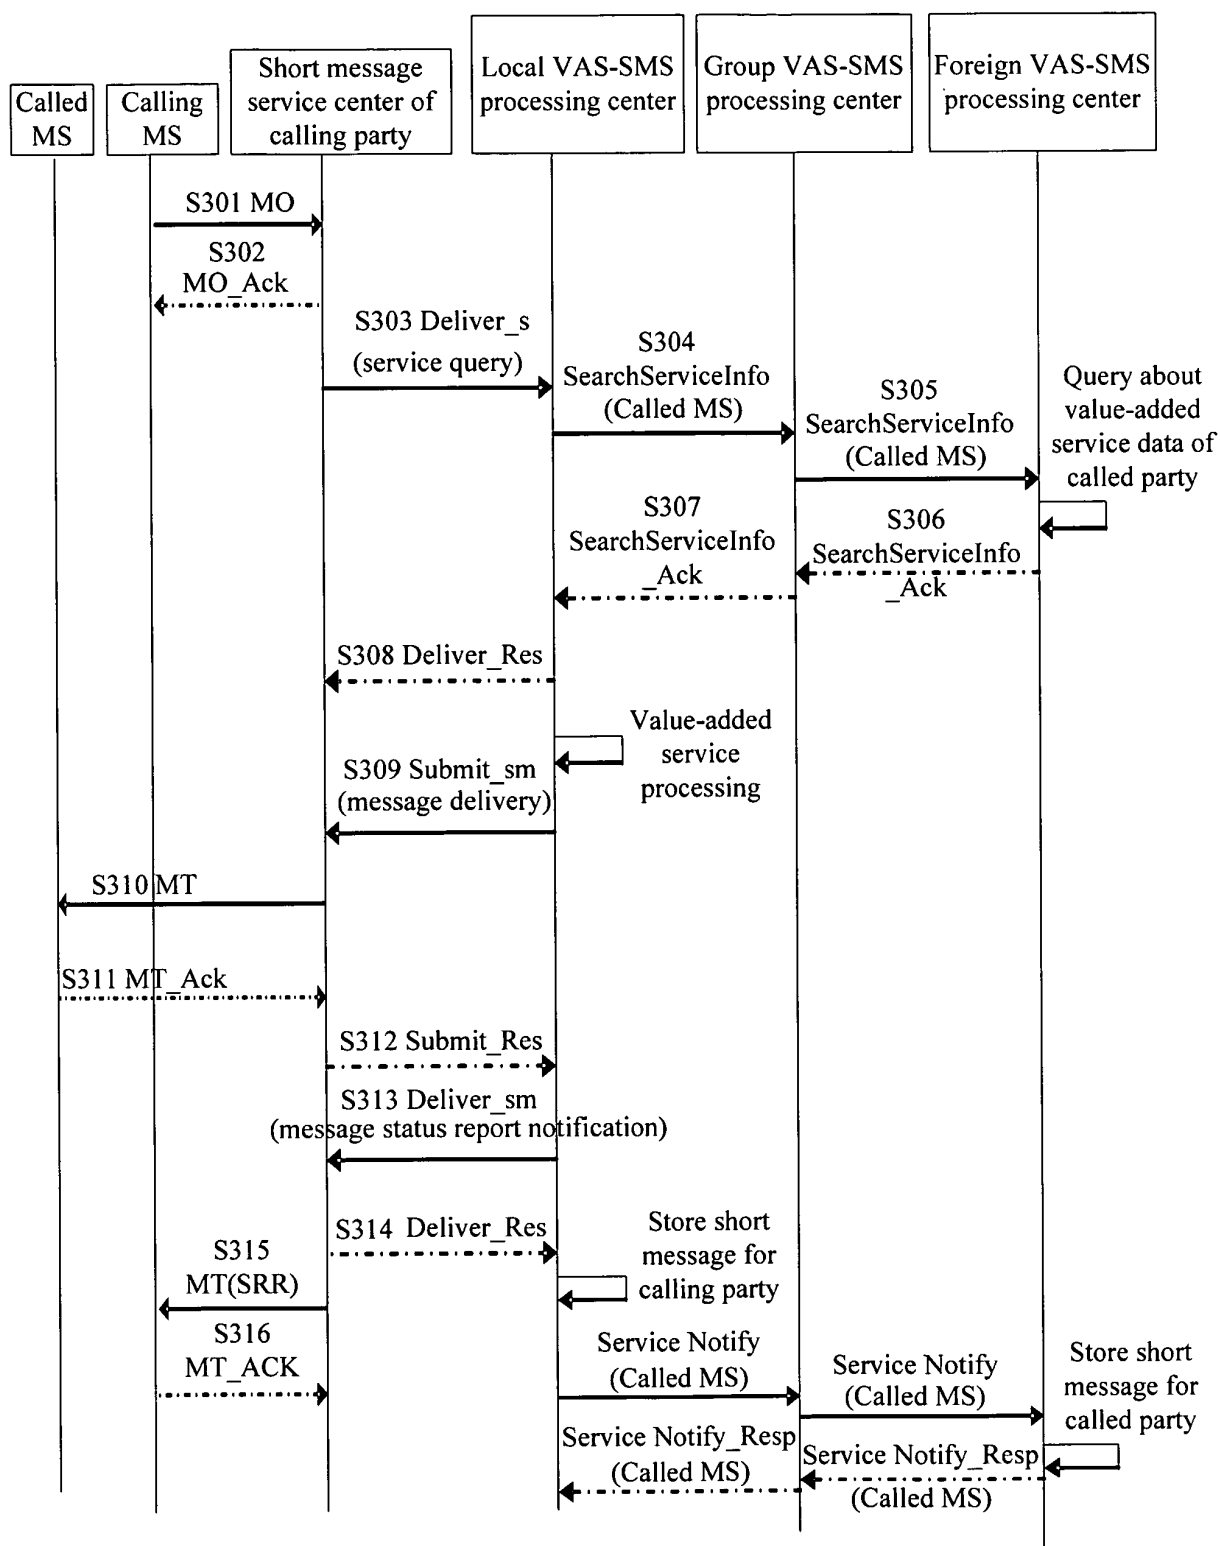 Called
MS
Calling
MS
Short message
service center of
calling party
Local VAS-SMS
processing center
Group VAS-SMS
processing center
Foreign VAS-SMS
processing center
S301 MO
S302
MO_Ack
S303 Deliver_s
(service query)
S304
SearchServiceInfo
(Called MS)
S305
SearchServiceInfo
(Called MS)
Query about
value-added
service data of
called party
S306
SearchServiceInfo
_Ack
S307
SearchServiceInfo
_Ack
S308 Deliver_Res
Value-added
service
processing
S309 Submit_sm
(message delivery)
S310 MT
S311 MT_Ack
S312 Submit_Res
S313 Deliver_sm
(message status report notification)
S314 Deliver_Res
Store short
message for
calling party
S315
MT(SRR)
S316
MT_ACK
Service Notify
(Called MS)
Service Notify
(Called MS)
Store short
message for
called party
Service Notify_Resp
(Called MS)
Service Notify_Resp
(Called MS)